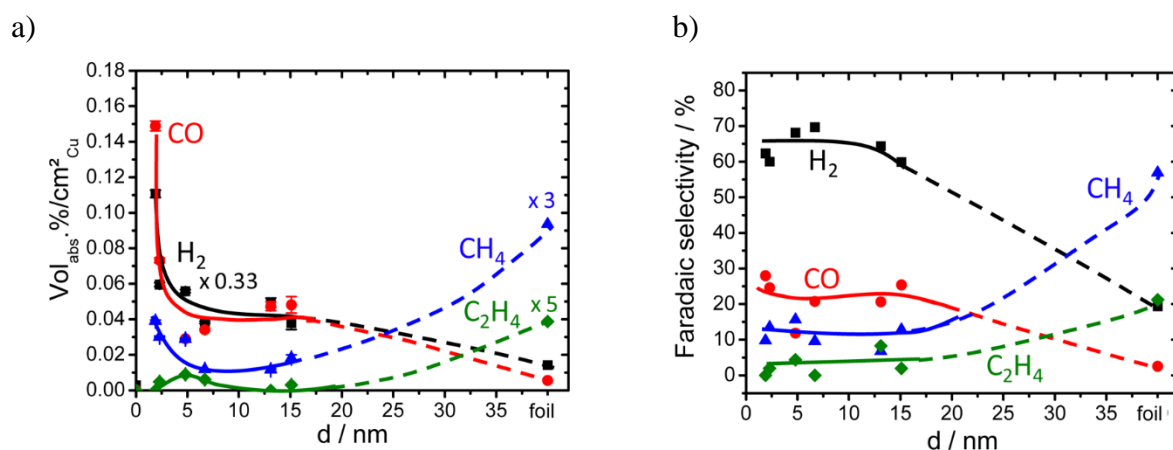 a)
0.18
0.16
0.14
0.12
0.10
0.08
0.06
0.04
0.02
0.00
Vol_abs. %/cm²_Cu
CO
H₂
x 0.33
CH₄
x 3
C₂H₄
x 5
0 5 10 15 20 25 30 35 foil
d / nm
b)
80
70
60
50
40
30
20
10
0
Faradaic selectivity / %
H₂
CO
CH₄
C₂H₄
0 5 10 15 20 25 30 35 foil
d / nm